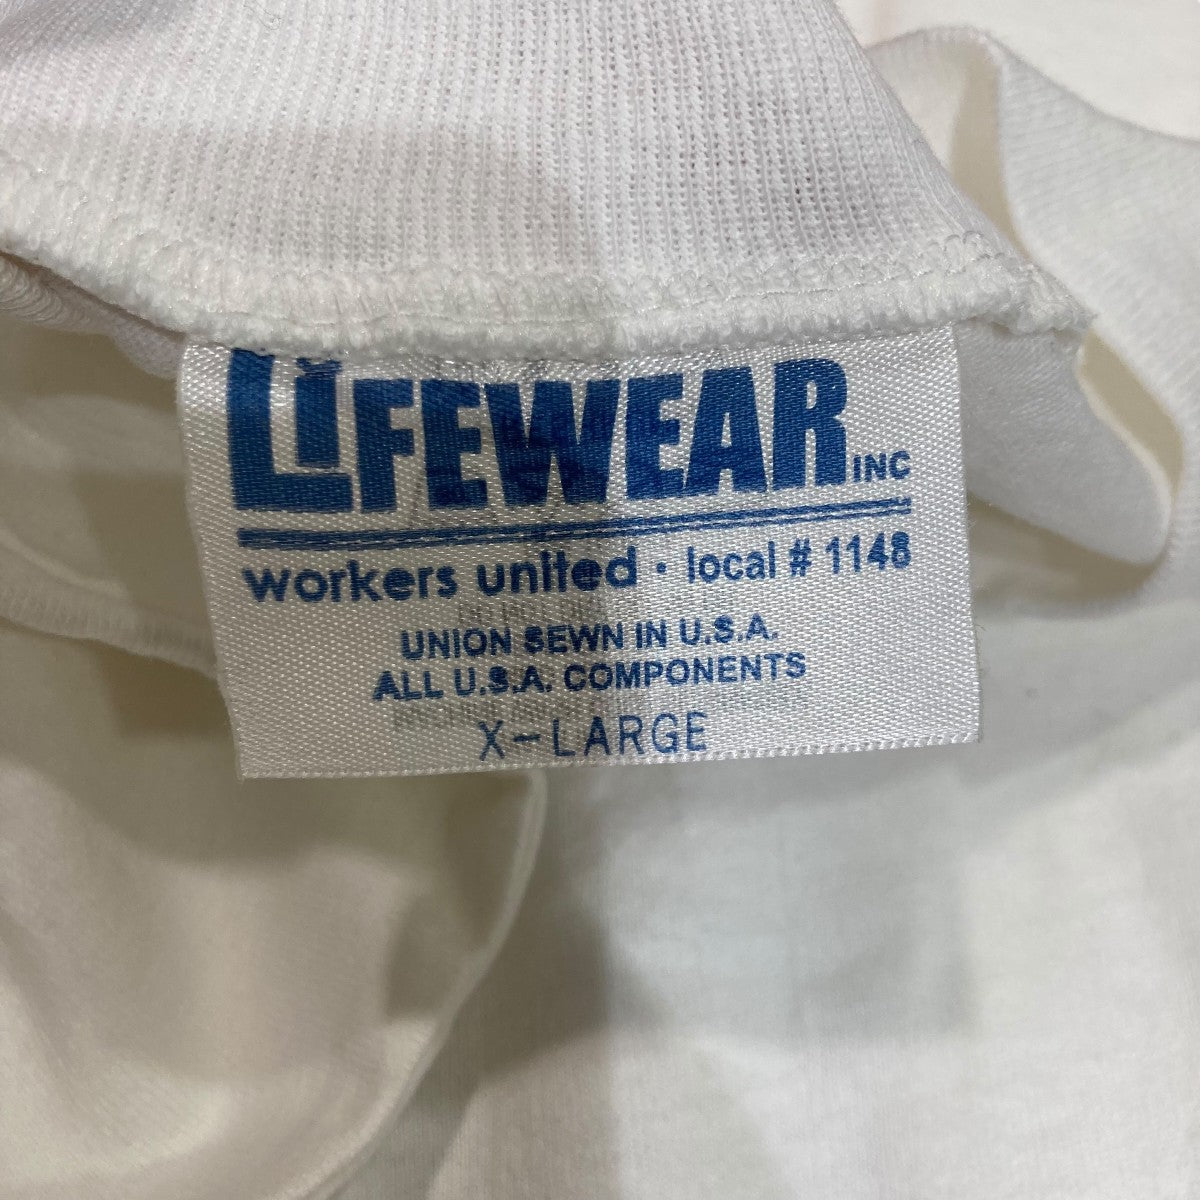 LiFEWEAR INC
workers united · local # 1148
UNION SEWN IN U.S.A.
ALL U.S.A. COMPONENTS
X-LARGE